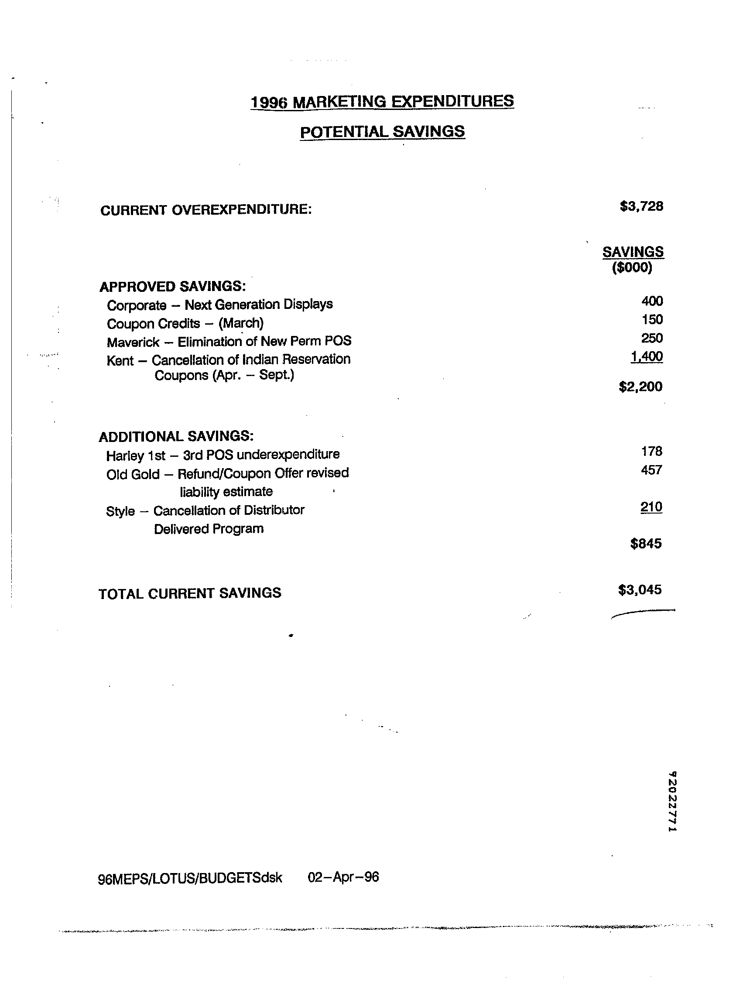 1996 MARKETING EXPENDITURES
POTENTIAL SAVINGS
CURRENT OVEREXPENDITURE: $3,728
SAVINGS
($000)
APPROVED SAVINGS:
Corporate — Next Generation Displays 400
Coupon Credits — (March) 150
Maverick — Elimination of New Perm POS 250
Kent — Cancellation of Indian Reservation 1,400
Coupons (Apr. — Sept.)
$2,200
ADDITIONAL SAVINGS:
Harley 1st — 3rd POS underexpenditure 178
Old Gold — Refund/Coupon Offer revised 457
liability estimate
Style — Cancellation of Distributor 210
Delivered Program
$845
TOTAL CURRENT SAVINGS $3,045
92022771
96MEPS/LOTUS/BUDGETSdsk 02—Apr—96